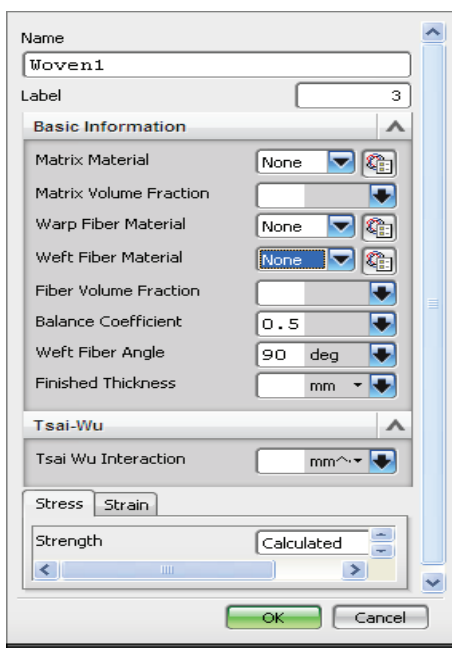 Name
Woven1
Label 3
Basic Information
Matrix Material None
Matrix Volume Fraction
Warp Fiber Material None
Weft Fiber Material None
Fiber Volume Fraction
Balance Coefficient 0.5
Weft Fiber Angle 90 deg
Finished Thickness mm
Tsai-Wu
Tsai Wu Interaction mm^
Stress Strain
Strength Calculated
OK Cancel